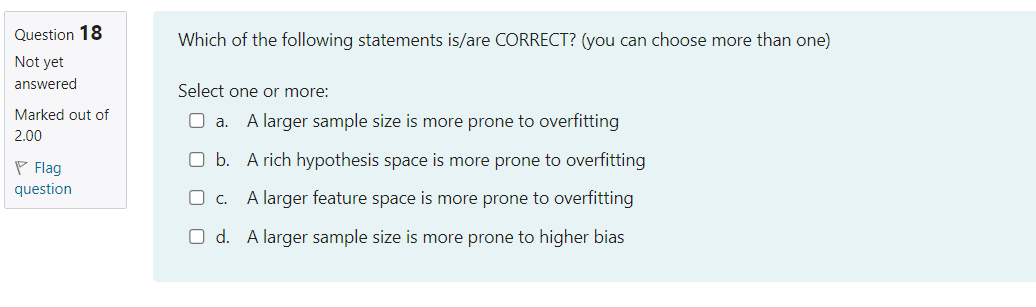 Question 18
Not yet
answered
Marked out of
2.00
Flag
question
Which of the following statements is/are CORRECT? (you can choose more than one)
Select one or more:
a. A larger sample size is more prone to overfitting
b. A rich hypothesis space is more prone to overfitting
c. A larger feature space is more prone to overfitting
d. A larger sample size is more prone to higher bias